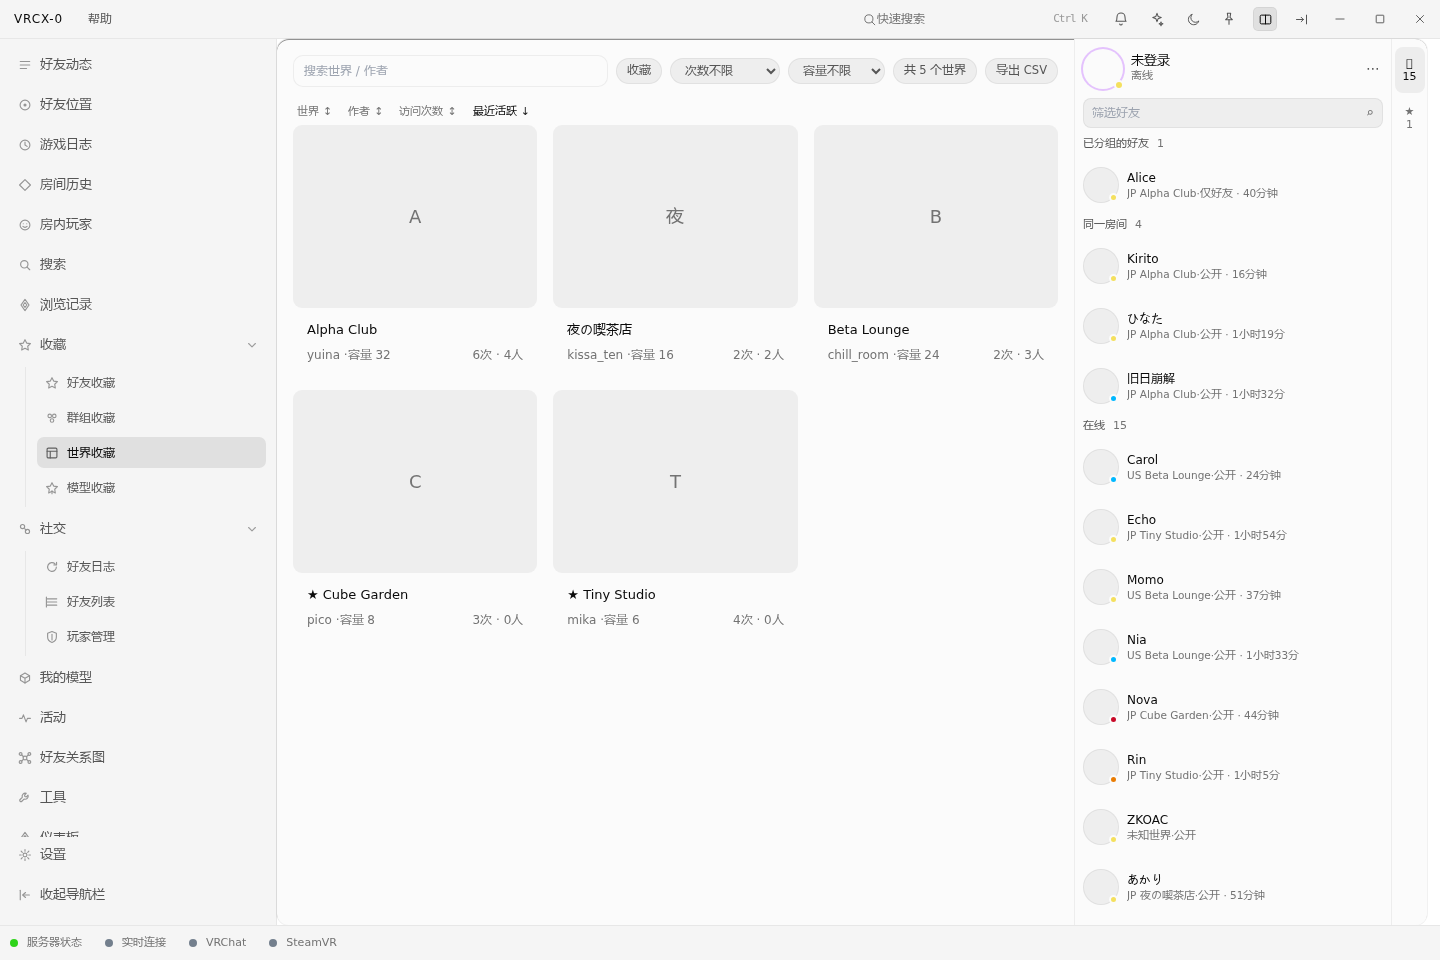 VRCX-0
帮助
快速搜索
Ctrl K
好友动态
好友位置
游戏日志
房间历史
房内玩家
搜索
浏览记录
收藏
好友收藏
群组收藏
世界收藏
模型收藏
社交
好友日志
好友列表
玩家管理
我的模型
活动
好友关系图
工具
仪表板
设置
收起导航栏
搜索世界 / 作者
收藏
次数不限
容量不限
共 5 个世界
导出 CSV
世界 ↕ 作者 ↕ 访问次数 ↕ 最近活跃 ↓
A
Alpha Club
yuina ·容量 32 6次 · 4人
夜
夜の喫茶店
kissa_ten ·容量 16 2次 · 2人
B
Beta Lounge
chill_room ·容量 24 2次 · 3人
C
★ Cube Garden
pico ·容量 8 3次 · 0人
T
★ Tiny Studio
mika ·容量 6 4次 · 0人
未登录
离线
筛选好友
已分组的好友 1
Alice
JP Alpha Club·仅好友 · 40分钟
同一房间 4
Kirito
JP Alpha Club·公开 · 16分钟
ひなた
JP Alpha Club·公开 · 1小时19分
旧日崩解
JP Alpha Club·公开 · 1小时32分
在线 15
Carol
US Beta Lounge·公开 · 24分钟
Echo
JP Tiny Studio·公开 · 1小时54分
Momo
US Beta Lounge·公开 · 37分钟
Nia
US Beta Lounge·公开 · 1小时33分
Nova
JP Cube Garden·公开 · 44分钟
Rin
JP Tiny Studio·公开 · 1小时5分
ZKOAC
未知世界·公开
あかり
JP 夜の喫茶店·公开 · 51分钟
15
★
1
服务器状态
实时连接
VRChat
SteamVR